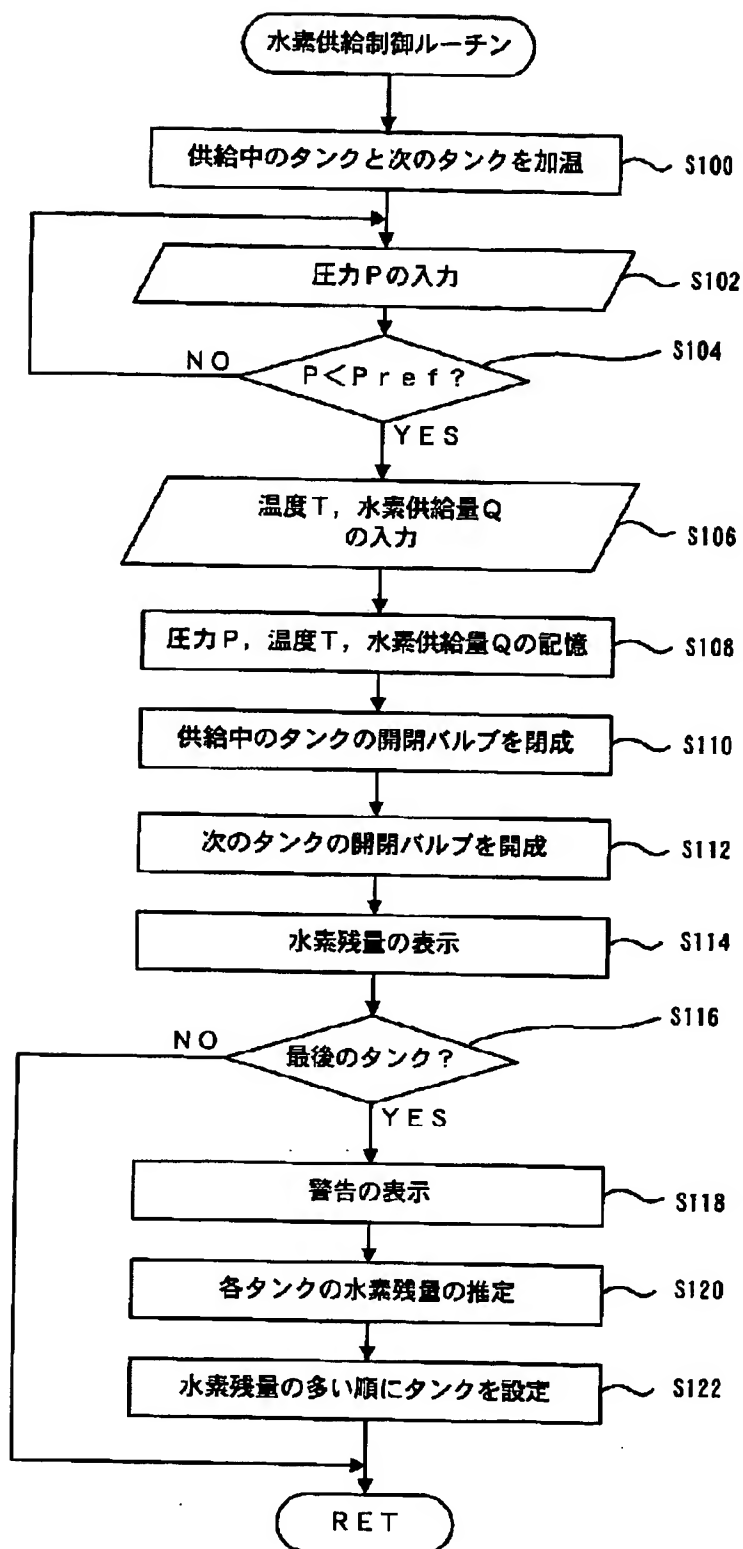 水素供給制御ルーチン
供給中のタンクと次のタンクを加温
S100
圧力Pの入力
S102
P<Pref?
S104
NO
YES
温度T,水素供給量Q
の入力
S106
圧力P,温度T,水素供給量Qの記憶
S108
供給中のタンクの開閉バルブを閉成
S110
次のタンクの開閉バルブを開成
S112
水素残量の表示
S114
最後のタンク?
S116
NO
YES
警告の表示
S118
各タンクの水素残量の推定
S120
水素残量の多い順にタンクを設定
S122
RET